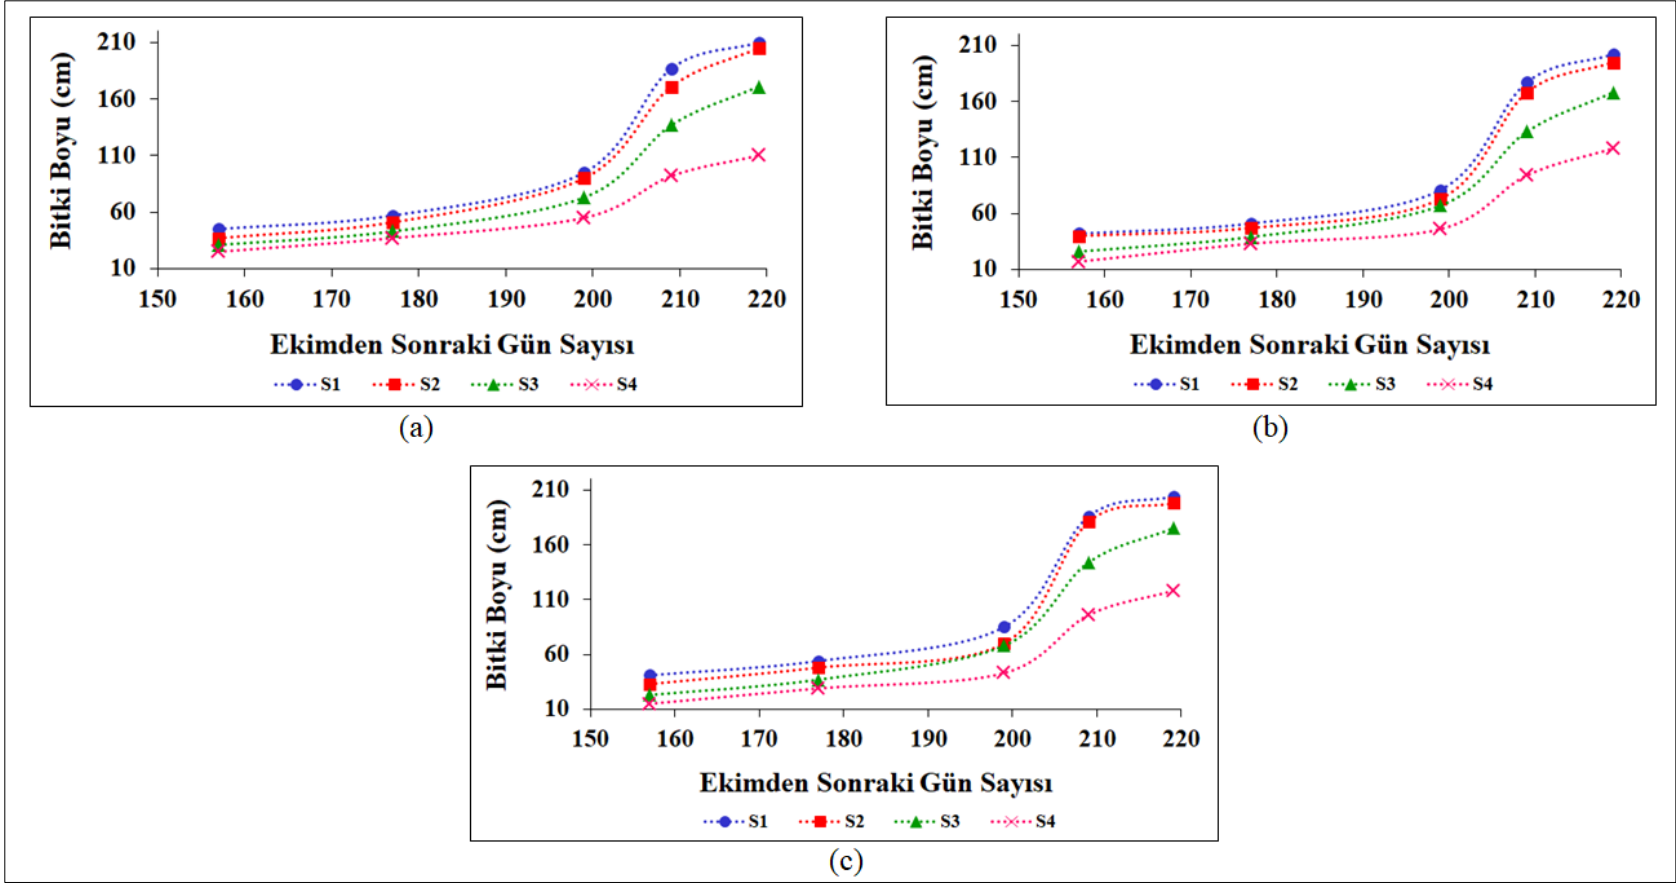 Bitki Boyu (cm)
210
160
110
60
10
150 160 170 180 190 200 210 220
Ekimden Sonraki Gün Sayısı
S1 S2 S3 S4
(a)
Bitki Boyu (cm)
210
160
110
60
10
150 160 170 180 190 200 210 220
Ekimden Sonraki Gün Sayısı
S1 S2 S3 S4
(b)
Bitki Boyu (cm)
210
160
110
60
10
150 160 170 180 190 200 210 220
Ekimden Sonraki Gün Sayısı
S1 S2 S3 S4
(c)